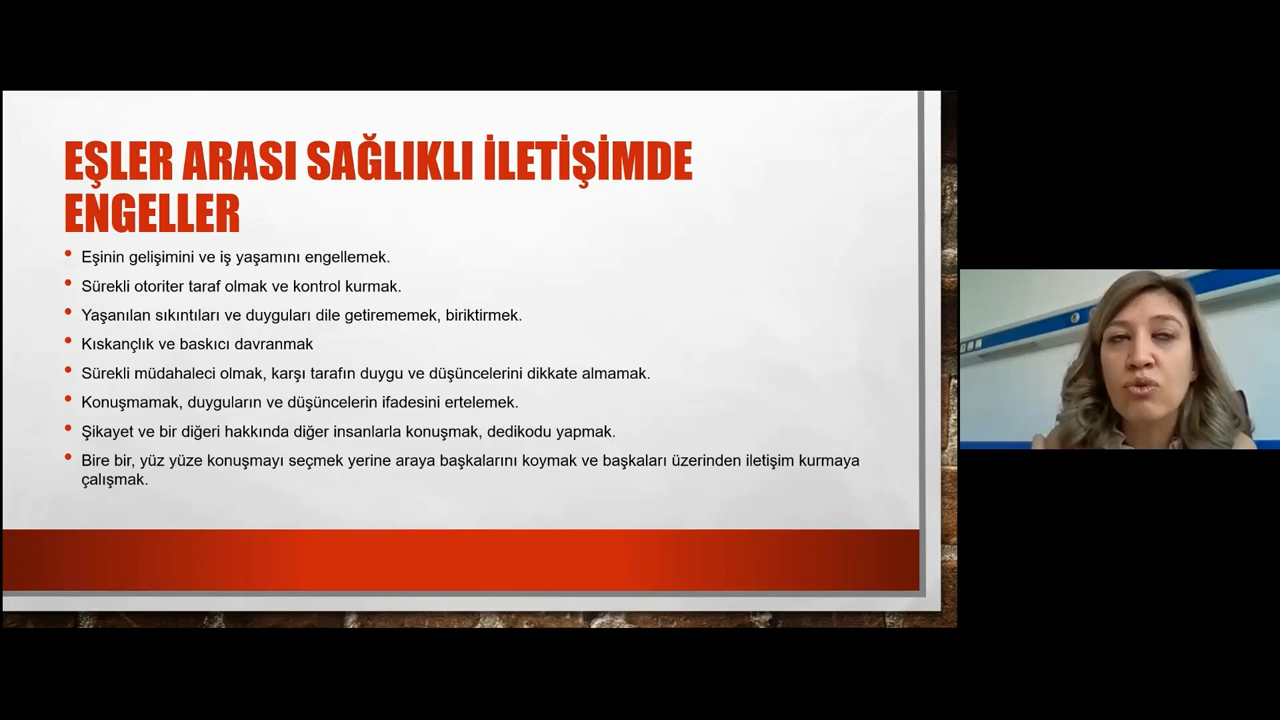 EŞLER ARASI SAĞLIKLI İLETİŞİMDE
ENGELLER
• Eşinin gelişimini ve iş yaşamını engellemek.
• Sürekli otoriter taraf olmak ve kontrol kurmak.
• Yaşanılan sıkıntıları ve duyguları dile getirememek, biriktirmek.
• Kıskançlık ve baskıcı davranmak
• Sürekli müdahaleci olmak, karşı tarafın duygu ve düşüncelerini dikkate almamak.
• Konuşmamak, duyguların ve düşüncelerin ifadesini ertelemek.
• Şikayet ve bir diğeri hakkında diğer insanlarla konuşmak, dedikodu yapmak.
• Bire bir, yüz yüze konuşmayı seçmek yerine araya başkalarını koymak ve başkaları üzerinden iletişim kurmaya
çalışmak.